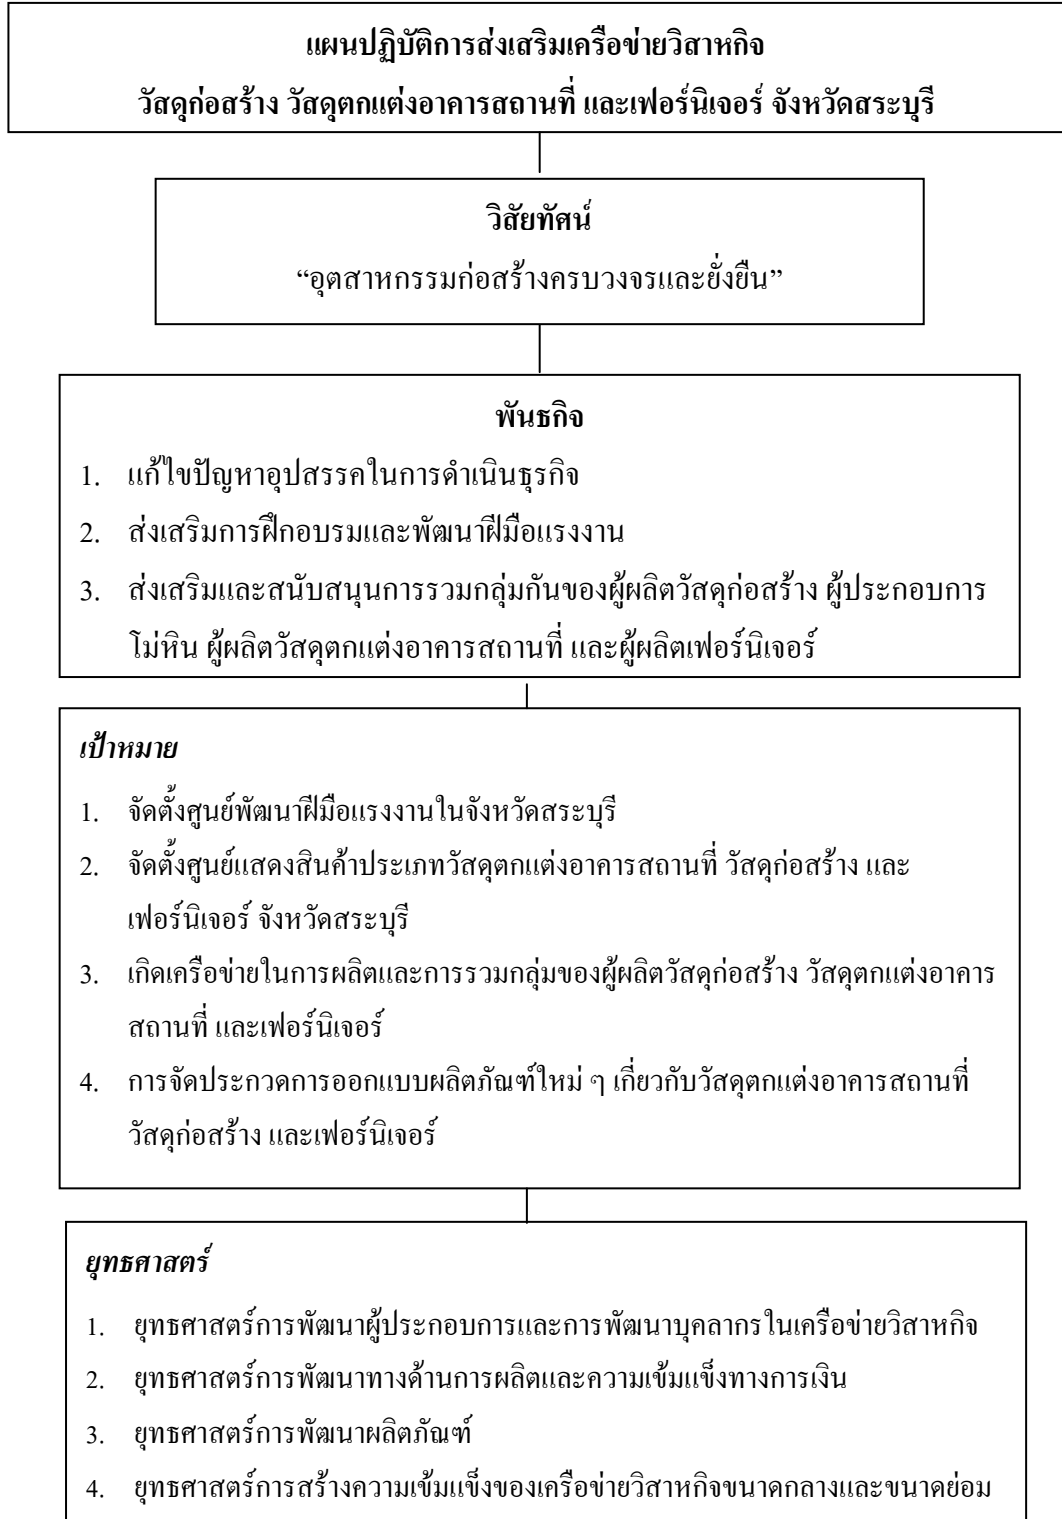 แผนปฏิบัติการส่งเสริมเครือข่ายวิสาหกิจ
วัสดุก่อสร้าง วัสดุตกแต่งอาคารสถานที่ และเฟอร์นิเจอร์ จังหวัดสระบุรี
วิสัยทัศน์
“อุตสาหกรรมก่อสร้างครบวงจรและยั่งยืน”
พันธกิจ
1. แก้ไขปัญหาอุปสรรคในการดำเนินธุรกิจ
2. ส่งเสริมการฝึกอบรมและพัฒนาฝีมือแรงงาน
3. ส่งเสริมและสนับสนุนการรวมกลุ่มกันของผู้ผลิตวัสดุก่อสร้าง ผู้ประกอบการ
โม่หิน ผู้ผลิตวัสดุตกแต่งอาคารสถานที่ และผู้ผลิตเฟอร์นิเจอร์
เป้าหมาย
1. จัดตั้งศูนย์พัฒนาฝีมือแรงงานในจังหวัดสระบุรี
2. จัดตั้งศูนย์แสดงสินค้าประเภทวัสดุตกแต่งอาคารสถานที่ วัสดุก่อสร้าง และ
เฟอร์นิเจอร์ จังหวัดสระบุรี
3. เกิดเครือข่ายในการผลิตและการรวมกลุ่มของผู้ผลิตวัสดุก่อสร้าง วัสดุตกแต่งอาคาร
สถานที่ และเฟอร์นิเจอร์
4. การจัดประกวดการออกแบบผลิตภัณฑ์ใหม่ ๆ เกี่ยวกับวัสดุตกแต่งอาคารสถานที่
วัสดุก่อสร้าง และเฟอร์นิเจอร์
ยุทธศาสตร์
1. ยุทธศาสตร์การพัฒนาผู้ประกอบการและการพัฒนาบุคลากรในเครือข่ายวิสาหกิจ
2. ยุทธศาสตร์การพัฒนาทางด้านการผลิตและความเข้มแข็งทางการเงิน
3. ยุทธศาสตร์การพัฒนาผลิตภัณฑ์
4. ยุทธศาสตร์การสร้างความเข้มแข็งของเครือข่ายวิสาหกิจขนาดกลางและขนาดย่อม